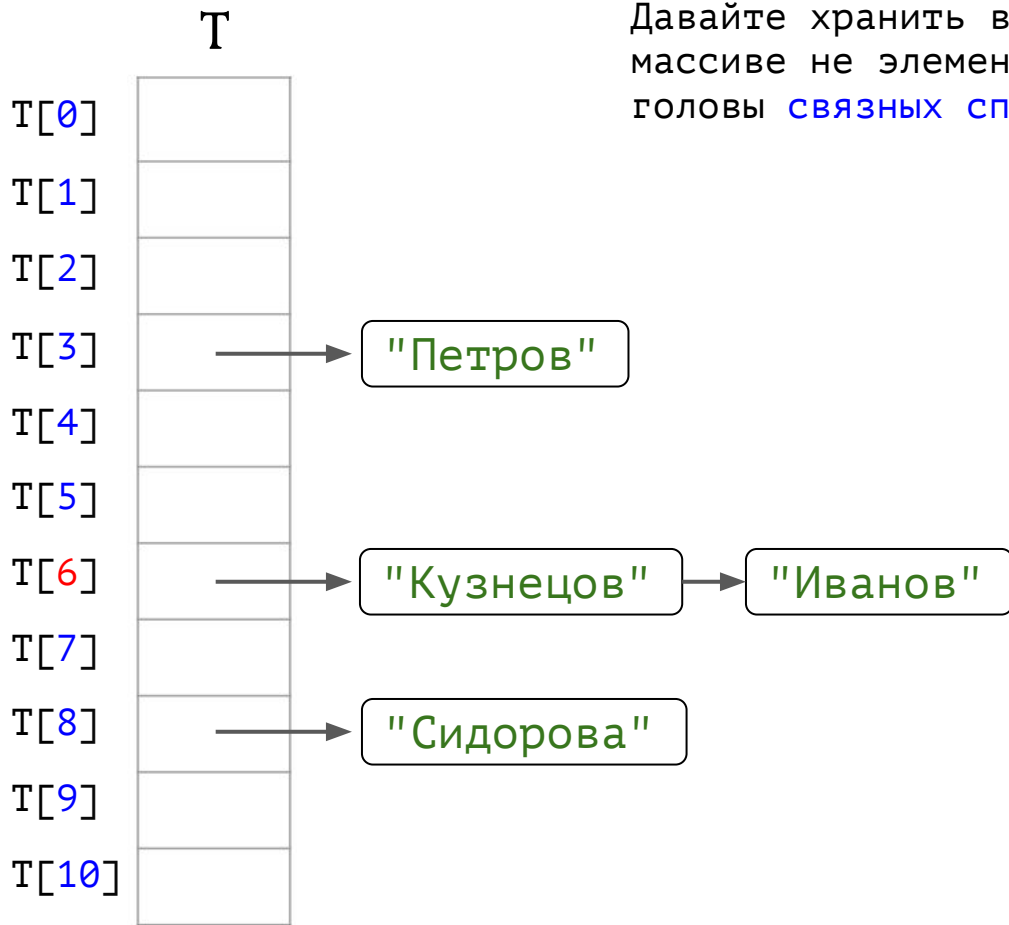 T
Давайте хранить в
массиве не элемен
головы связных сп
T[0]
T[1]
T[2]
T[3] "Петров"
T[4]
T[5]
T[6] "Кузнецов" "Иванов"
T[7]
T[8] "Сидорова"
T[9]
T[10]